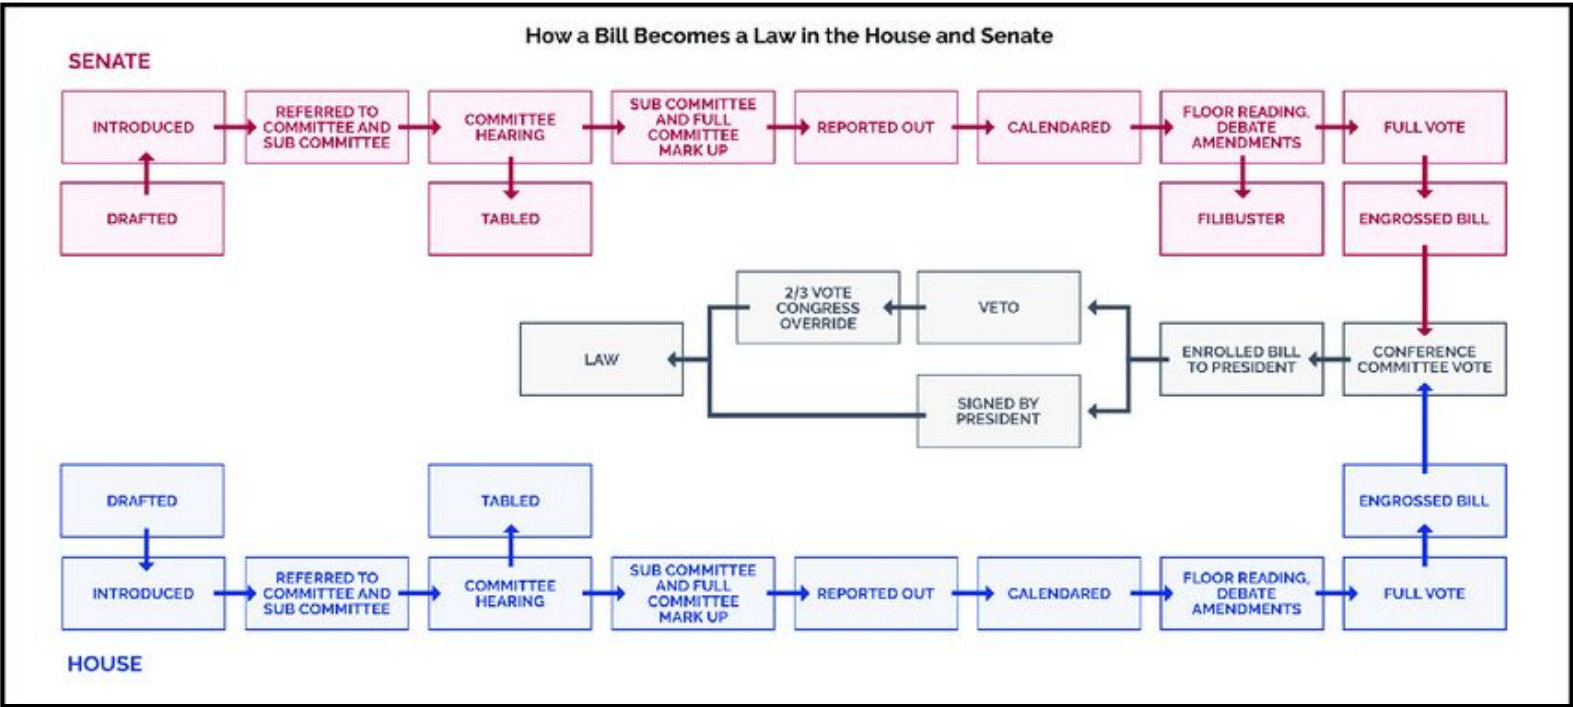 How a Bill Becomes a Law in the House and Senate
SENATE
INTRODUCED
REFERRED TO
COMMITTEE AND
SUB COMMITTEE
COMMITTEE
HEARING
SUB COMMITTEE
AND FULL
COMMITTEE
MARK UP
REPORTED OUT
CALENDARED
FLOOR READING,
DEBATE
AMENDMENTS
FULL VOTE
DRAFTED
TABLED
FILIBUSTER
ENGROSSED BILL
2/3 VOTE
CONGRESS
OVERRIDE
VETO
LAW
ENROLLED BILL
TO PRESIDENT
CONFERENCE
COMMITTEE VOTE
SIGNED BY
PRESIDENT
DRAFTED
TABLED
ENGROSSED BILL
INTRODUCED
REFERRED TO
COMMITTEE AND
SUB COMMITTEE
COMMITTEE
HEARING
SUB COMMITTEE
AND FULL
COMMITTEE
MARK UP
REPORTED OUT
CALENDARED
FLOOR READING,
DEBATE
AMENDMENTS
FULL VOTE
HOUSE